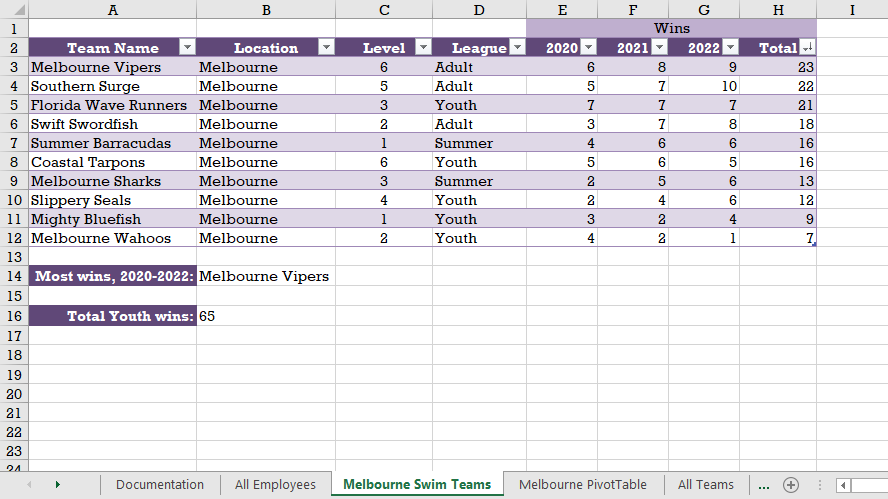 A B C D E F G H I
1 Wins
2 Team Name Location Level League 2020 2021 2022 Total
3 Melbourne Vipers Melbourne 6 Adult 6 8 9 23
4 Southern Surge Melbourne 5 Adult 5 7 10 22
5 Florida Wave Runners Melbourne 3 Youth 7 7 7 21
6 Swift Swordfish Melbourne 2 Adult 3 7 8 18
7 Summer Barracudas Melbourne 1 Summer 4 6 6 16
8 Coastal Tarpons Melbourne 6 Youth 5 6 5 16
9 Melbourne Sharks Melbourne 3 Summer 2 5 6 13
10 Slippery Seals Melbourne 4 Youth 2 4 6 12
11 Mighty Bluefish Melbourne 1 Youth 3 2 4 9
12 Melbourne Wahoos Melbourne 2 Youth 4 2 1 7
13
14 Most wins, 2020-2022: Melbourne Vipers
15
16 Total Youth wins: 65
17
18
19
20
21
22
23
24
Documentation All Employees Melbourne Swim Teams Melbourne PivotTable All Teams ...